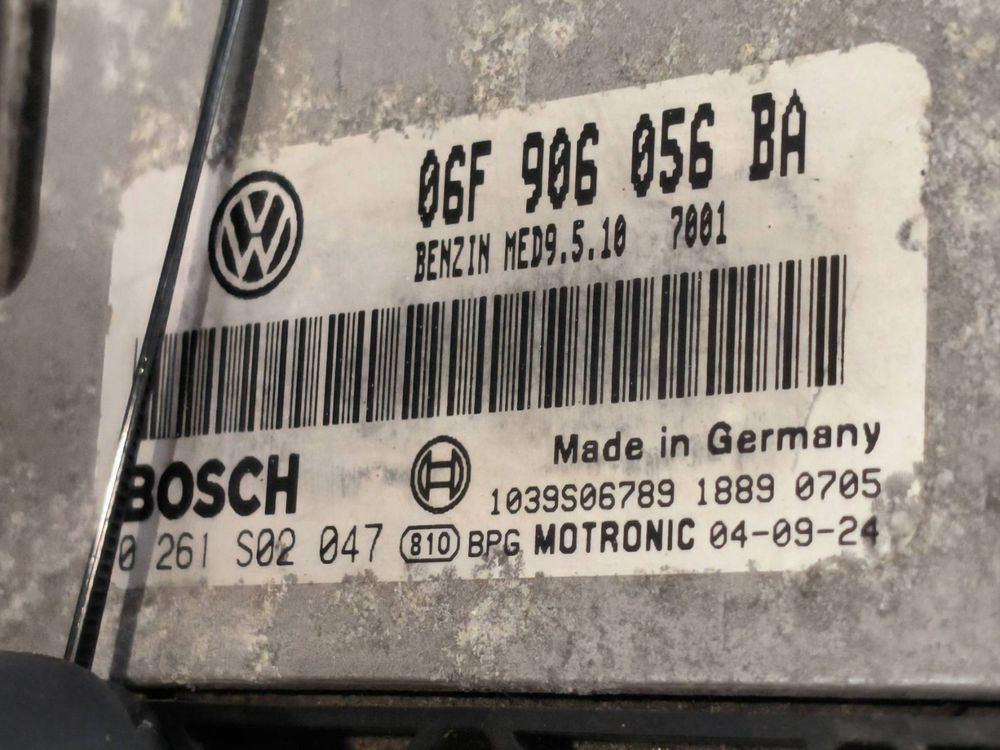 06F 906 056 BA
BENZIN MED9.5.10 7001
Made in Germany
BOSCH
1039S06789 1889 0705
0 261 S02 047 810 BPG MOTRONIC 04-09-24